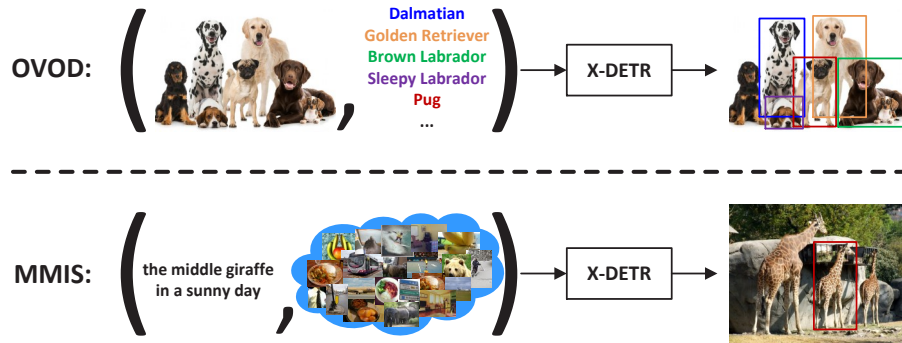 OVOD:
Dalmatian
Golden Retriever
Brown Labrador
Sleepy Labrador
Pug
...
X-DETR
MMIS:
the middle giraffe
in a sunny day
X-DETR